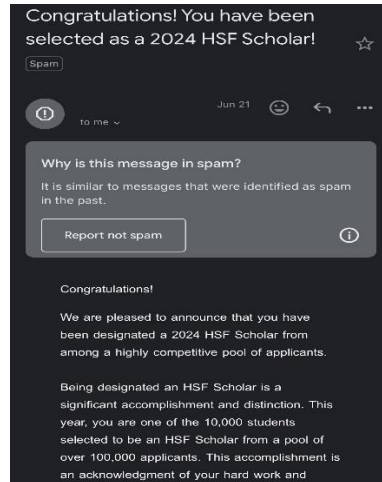 Congratulations! You have been
selected as a 2024 HSF Scholar!
Spam
Jun 21
to me
Why is this message in spam?
It is similar to messages that were identified as spam
in the past.
Report not spam
Congratulations!
We are pleased to announce that you have
been designated a 2024 HSF Scholar from
among a highly competitive pool of applicants.
Being designated an HSF Scholar is a
significant accomplishment and distinction. This
year, you are one of the 10,000 students
selected to be an HSF Scholar from a pool of
over 100,000 applicants. This accomplishment is
an acknowledgment of your hard work and